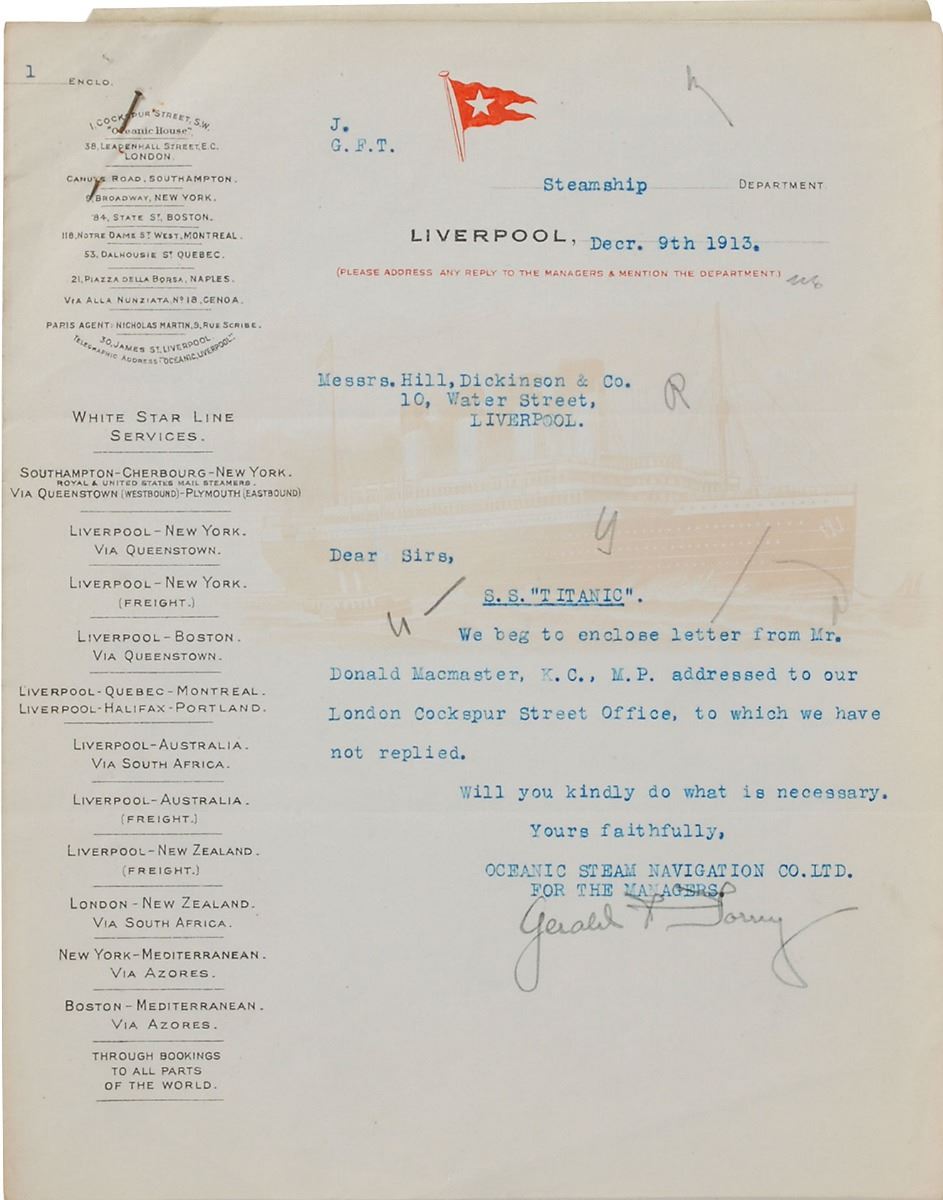 1
ENCLO.
1, COCKSPUR STREET, S.W.
"Oceanic House",
38, LEADENHALL STREET, E.C.
LONDON.
CANUTE ROAD, SOUTHAMPTON.
9, BROADWAY, NEW YORK.
84, STATE ST, BOSTON.
118, NOTRE DAME ST WEST, MONTREAL.
53, DALHOUSIE ST QUEBEC.
21, PIAZZA DELLA BORSA, NAPLES.
VIA ALLA NUNZIATA, No 18, GENOA.
PARIS AGENT: NICHOLAS MARTIN, 9, RUE SCRIBE.
30, JAMES ST, LIVERPOOL.
TELEGRAPHIC ADDRESS "OCEANIC, LIVERPOOL".
WHITE STAR LINE
SERVICES.
SOUTHAMPTON-CHERBOURG-NEW YORK.
ROYAL & UNITED STATES MAIL STEAMERS.
VIA QUEENSTOWN (WESTBOUND)-PLYMOUTH (EASTBOUND)
LIVERPOOL-NEW YORK.
VIA QUEENSTOWN.
LIVERPOOL-NEW YORK.
(FREIGHT.)
LIVERPOOL-BOSTON.
VIA QUEENSTOWN.
LIVERPOOL-QUEBEC-MONTREAL.
LIVERPOOL-HALIFAX-PORTLAND.
LIVERPOOL-AUSTRALIA.
VIA SOUTH AFRICA.
LIVERPOOL-AUSTRALIA.
(FREIGHT.)
LIVERPOOL-NEW ZEALAND.
(FREIGHT.)
LONDON-NEW ZEALAND.
VIA SOUTH AFRICA.
NEW YORK-MEDITERRANEAN.
VIA AZORES.
BOSTON-MEDITERRANEAN.
VIA AZORES.
THROUGH BOOKINGS
TO ALL PARTS
OF THE WORLD.
J.
G.F.T.
Steamship DEPARTMENT
LIVERPOOL, Decr. 9th 1913.
(PLEASE ADDRESS ANY REPLY TO THE MANAGERS & MENTION THE DEPARTMENT.)
Messrs. Hill, Dickinson & Co.
10, Water Street,
LIVERPOOL.
R
Dear Sirs,
S.S."TITANIC".
We beg to enclose letter from Mr.
Donald Macmaster, K.C., M.P. addressed to our
London Cockspur Street Office, to which we have
not replied.
Will you kindly do what is necessary.
Yours faithfully,
OCEANIC STEAM NAVIGATION CO.LTD.
FOR THE MANAGERS.
Gerald